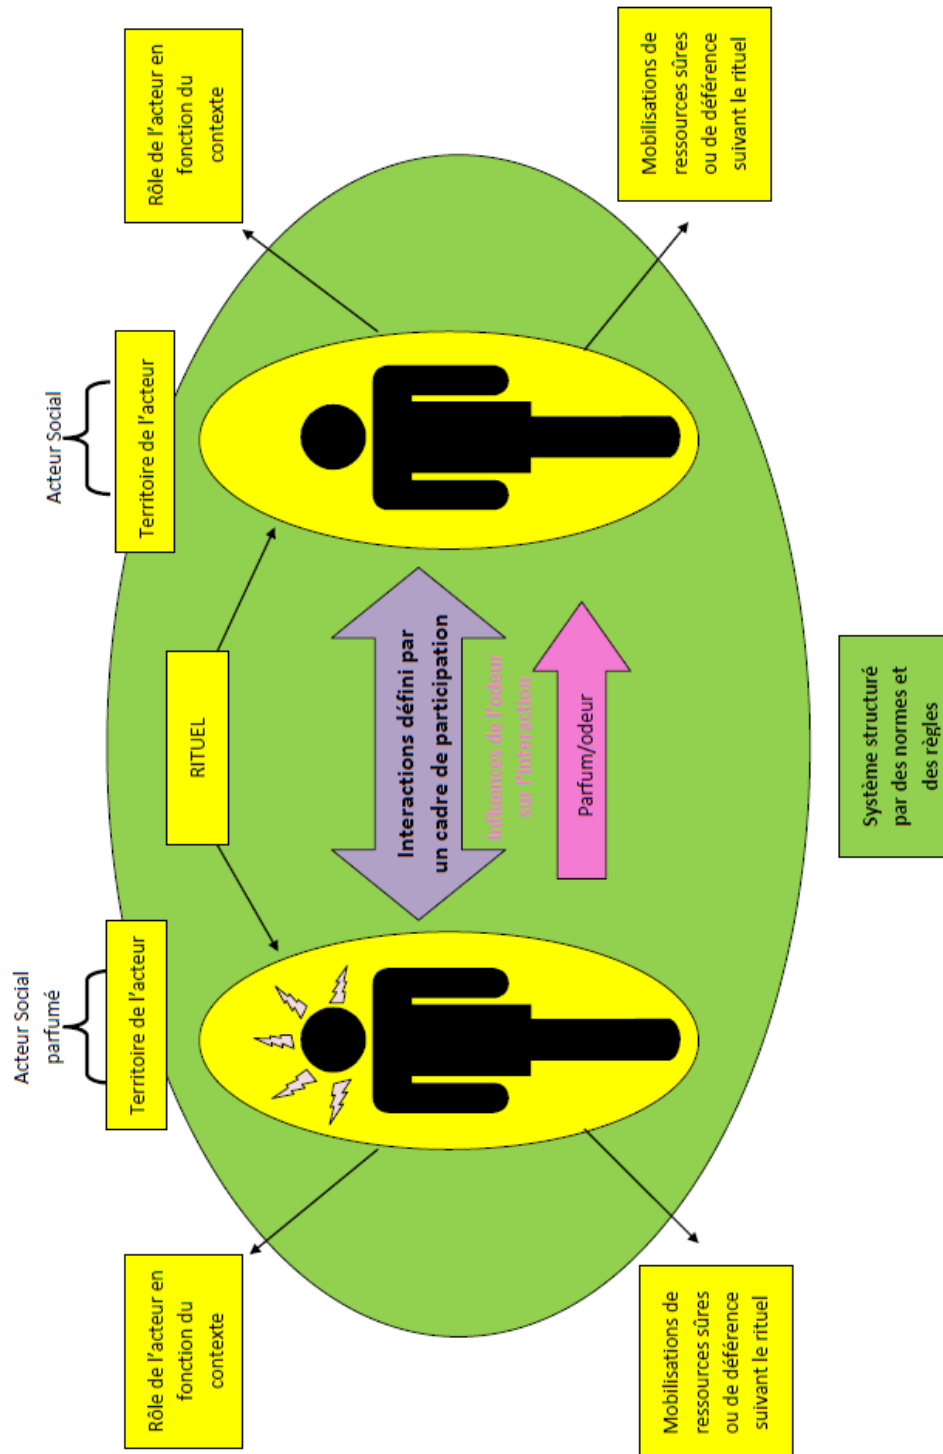 Acteur Social
parfumé
Acteur Social
Territoire de l'acteur
Territoire de l'acteur
RITUEL
Rôle de l'acteur en
fonction du
contexte
Rôle de l'acteur en
fonction du
contexte
Interactions défini par
un cadre de participation
Influences de l'odeur
sur l'Interaction
Parfum/odeur
Mobilisations de
ressources sûres
ou de déférence
suivant le rituel
Mobilisations de
ressources sûres
ou de déférence
suivant le rituel
Système structuré
par des normes et
des règles